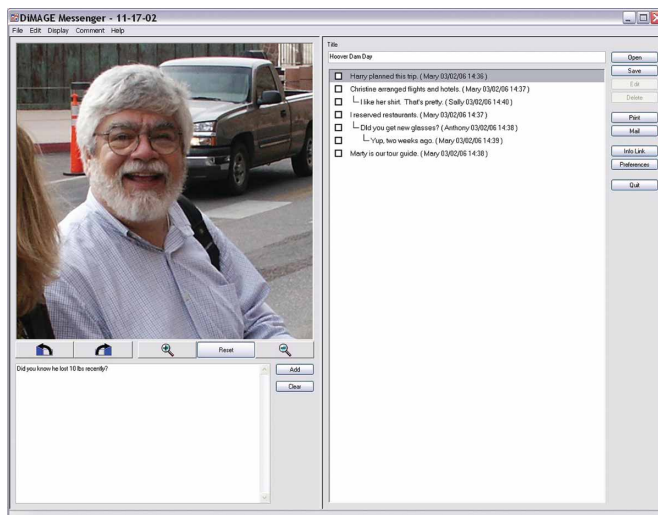 DiMAGE Messenger - 11-17-02
File Edit Display Comment Help
Title
Hoover Dam Day
Harry planned this trip. ( Mary 03/02/06 14:36 )
Christine arranged flights and hotels. ( Mary 03/02/06 14:37 )
I like her shirt. That's pretty. ( Sally 03/02/06 14:40 )
I reserved restaurants. ( Mary 03/02/06 14:37 )
Did you get new glasses? ( Anthony 03/02/06 14:38 )
Yup, two weeks ago. ( Mary 03/02/06 14:39 )
Marty is our tour guide. ( Mary 03/02/06 14:38 )
Open
Save
Edit
Delete
Print
Mail
Info Link
Preferences
Quit
Reset
Did you know he lost 10 lbs recently?
Add
Clear